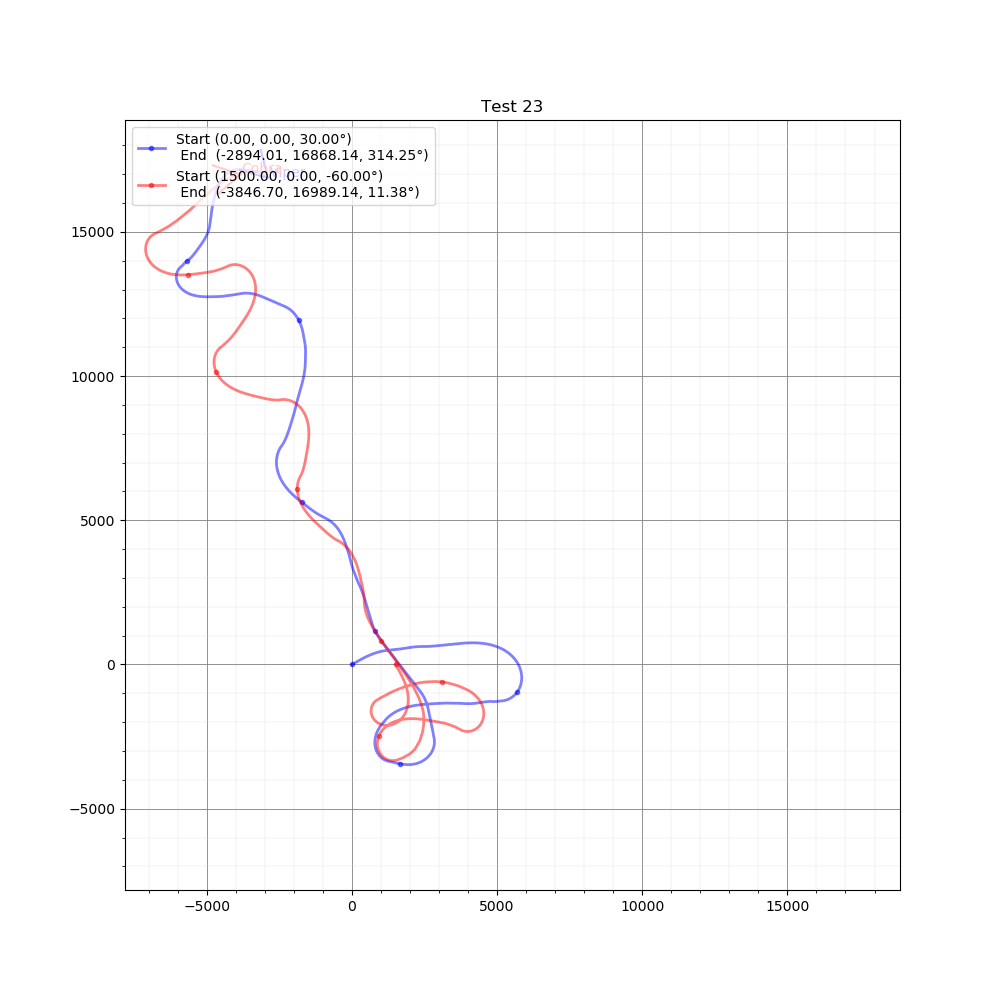 Test 23
Start (0.00, 0.00, 30.00°)
End (-2894.01, 16868.14, 314.25°)
Start (1500.00, 0.00, -60.00°)
End (-3846.70, 16989.14, 11.38°)
15000
10000
5000
0
−5000
−5000
0
5000
10000
15000